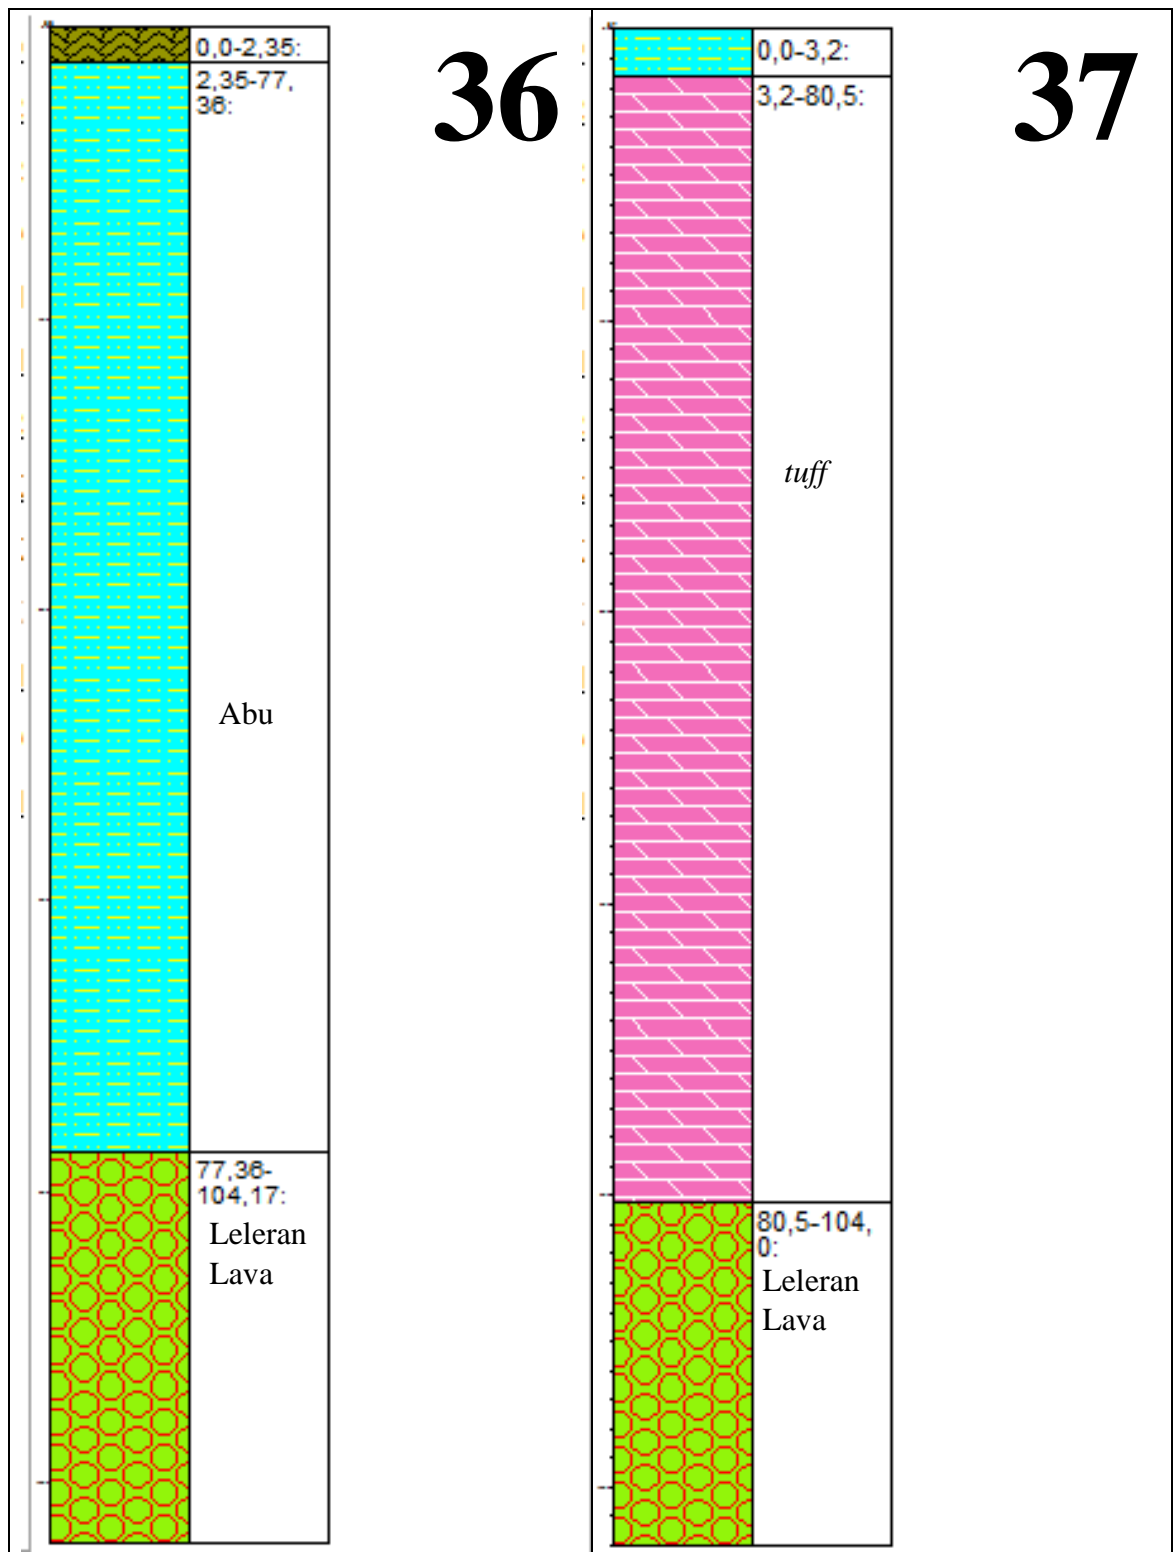 36
0,0-2,35:
2,35-77,
36:
Abu
77,36-
104,17:
Leleran
Lava
37
0,0-3,2:
3,2-80,5:
tuff
80,5-104,
0:
Leleran
Lava